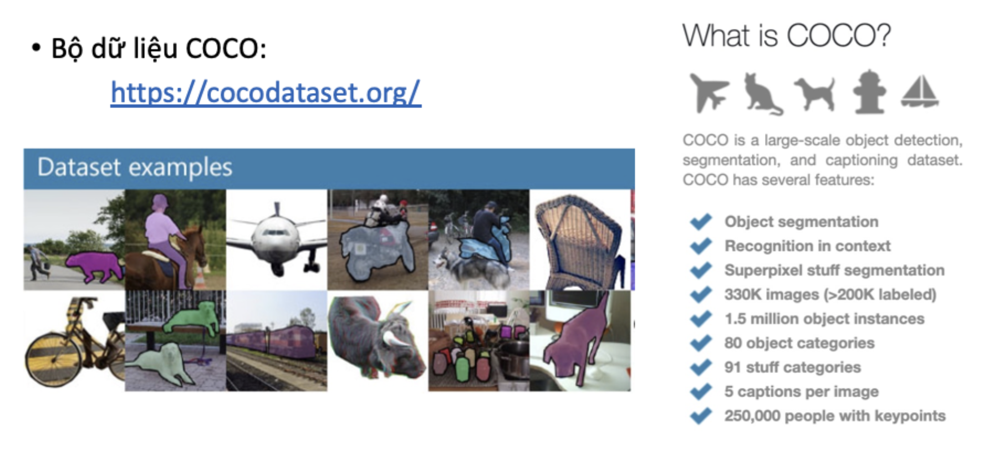 • Bộ dữ liệu COCO:
https://cocodataset.org/
Dataset examples
What is COCO?
COCO is a large-scale object detection,
segmentation, and captioning dataset.
COCO has several features:
Object segmentation
Recognition in context
Superpixel stuff segmentation
330K images (>200K labeled)
1.5 million object instances
80 object categories
91 stuff categories
5 captions per image
250,000 people with keypoints